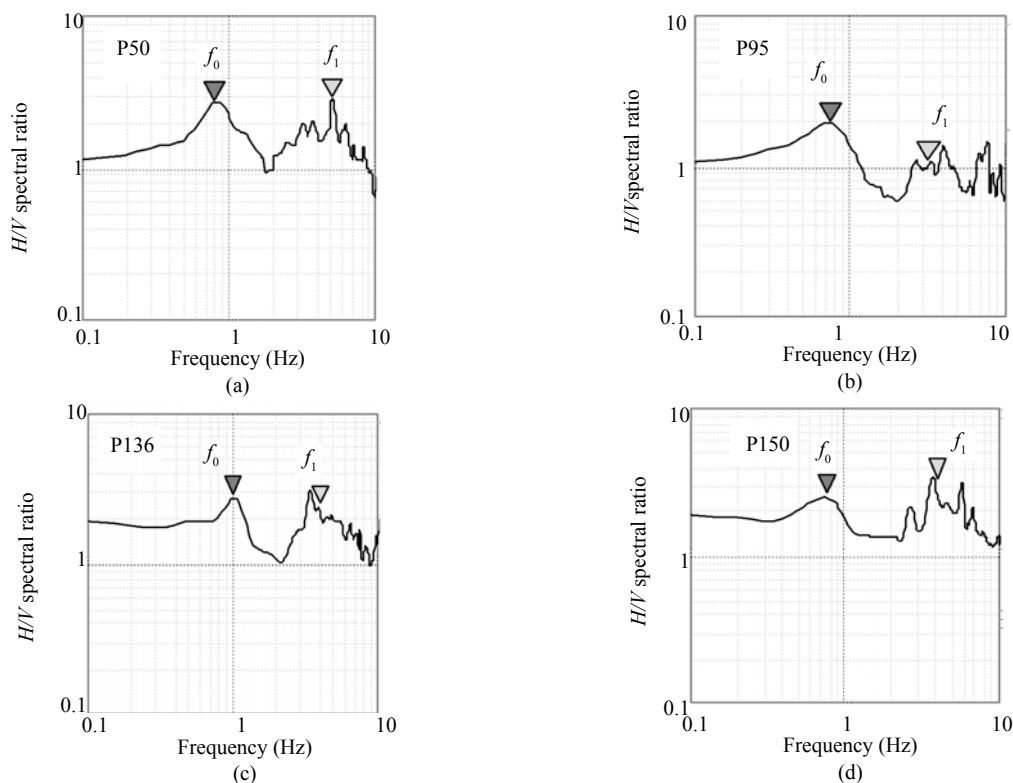 10
P50
f0
f1
H/V spectral ratio
1
0.1
0.1 1 10
Frequency (Hz)
(a)
10
P95
f0
f1
H/V spectral ratio
1
0.1
0.1 1 10
Frequency (Hz)
(b)
10
P136
f0
f1
H/V spectral ratio
1
0.1
0.1 1 10
Frequency (Hz)
(c)
10
P150
f0
f1
H/V spectral ratio
1
0.1
0.1 1 10
Frequency (Hz)
(d)